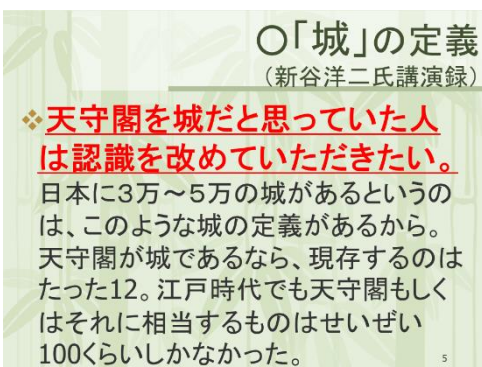 〇「城」の定義
(新谷洋二氏講演録)
❖天守閣を城だと思っていた人
は認識を改めていただきたい。
日本に3万～5万の城があるというの
は、このような城の定義があるから。
天守閣が城であるなら、現存するのは
たった12。江戸時代でも天守閣もしく
はそれに相当するものはせいぜい
100くらいしかなかった。
5